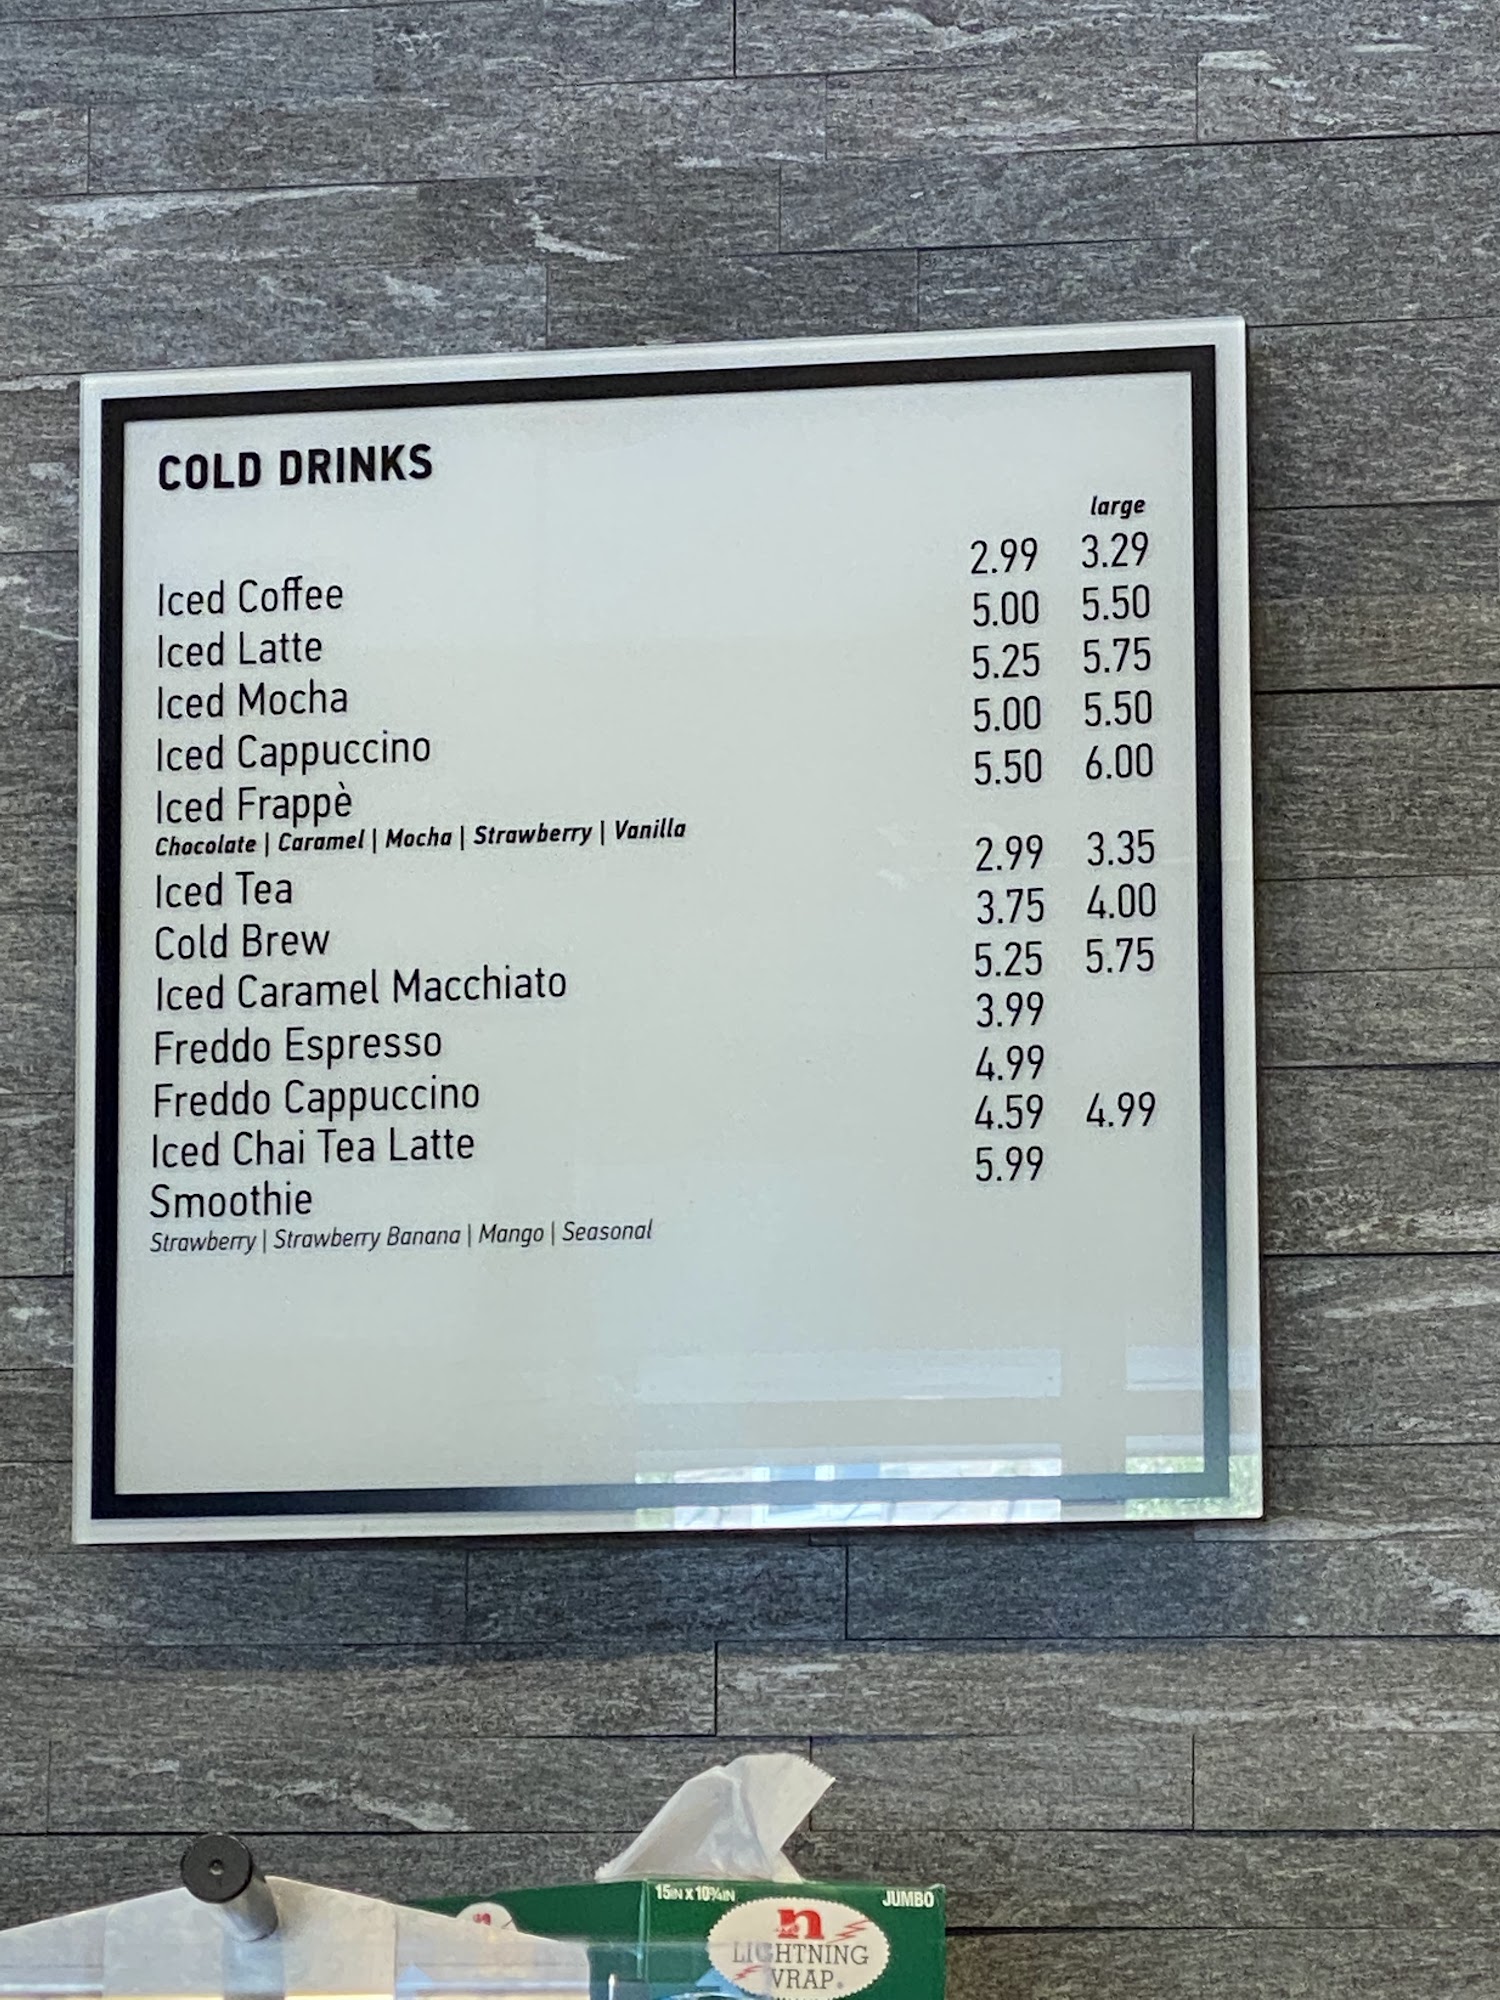 COLD DRINKS
large
Iced Coffee 2.99 3.29
Iced Latte 5.00 5.50
Iced Mocha 5.25 5.75
Iced Cappuccino 5.00 5.50
Iced Frappè 5.50 6.00
Chocolate | Caramel | Mocha | Strawberry | Vanilla
Iced Tea 2.99 3.35
Cold Brew 3.75 4.00
Iced Caramel Macchiato 5.25 5.75
Freddo Espresso 3.99
Freddo Cappuccino 4.99
Iced Chai Tea Latte 4.59 4.99
Smoothie 5.99
Strawberry | Strawberry Banana | Mango | Seasonal
15IN X 10¾IN JUMBO
n
LIGHTNING
WRAP